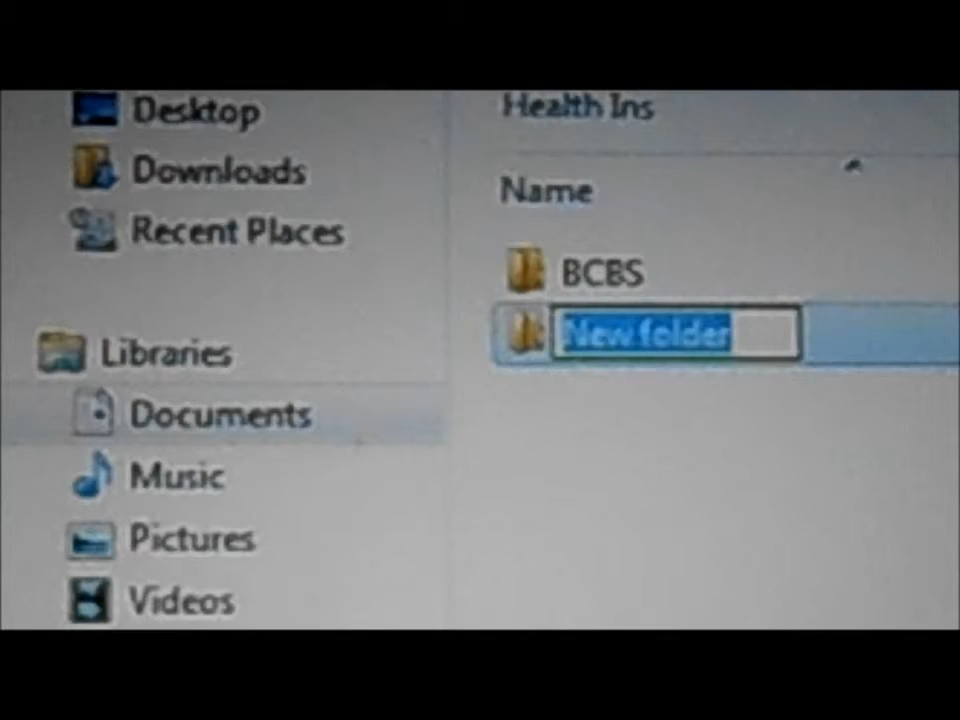 Desktop
Downloads
Recent Places
Libraries
Documents
Music
Pictures
Videos
Health Ins
Name
BCBS
New folder